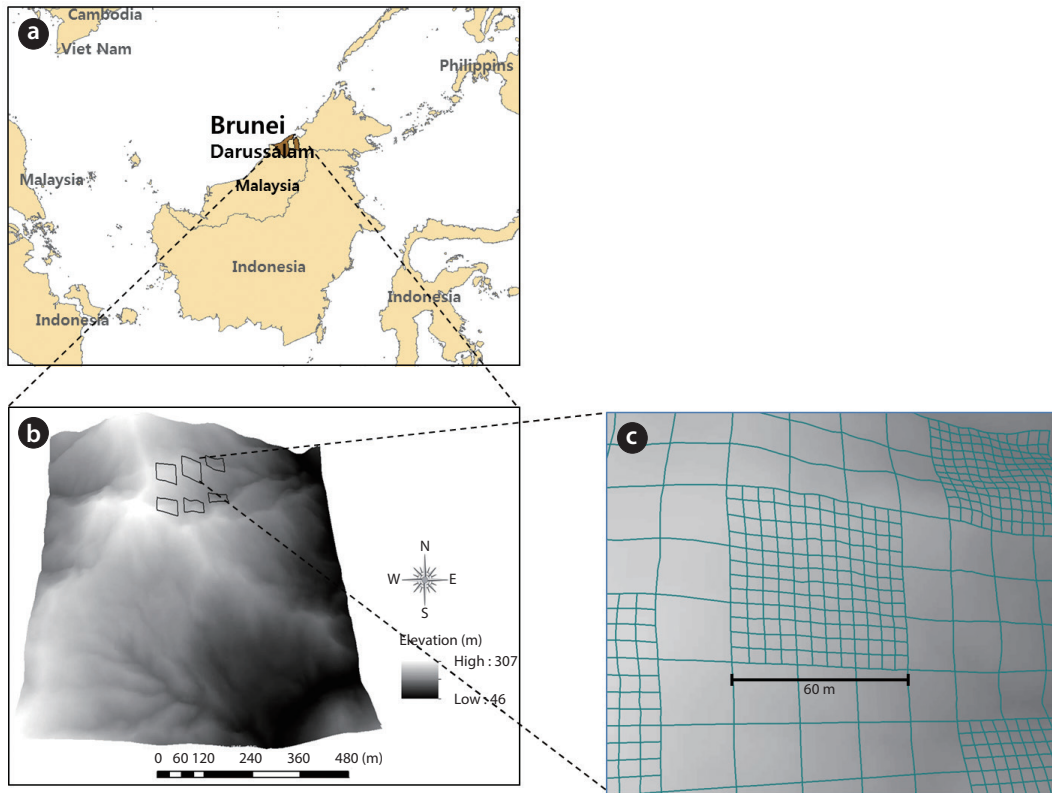 a
Cambodia
Viet Nam
Philippins
Brunei
Darussalam
Malaysia
Malaysia
Indonesia
Indonesia
Indonesia
b
N
W
E
S
Elevation (m)
High : 307
Low : 46
0 60 120 240 360 480 (m)
c
60 m